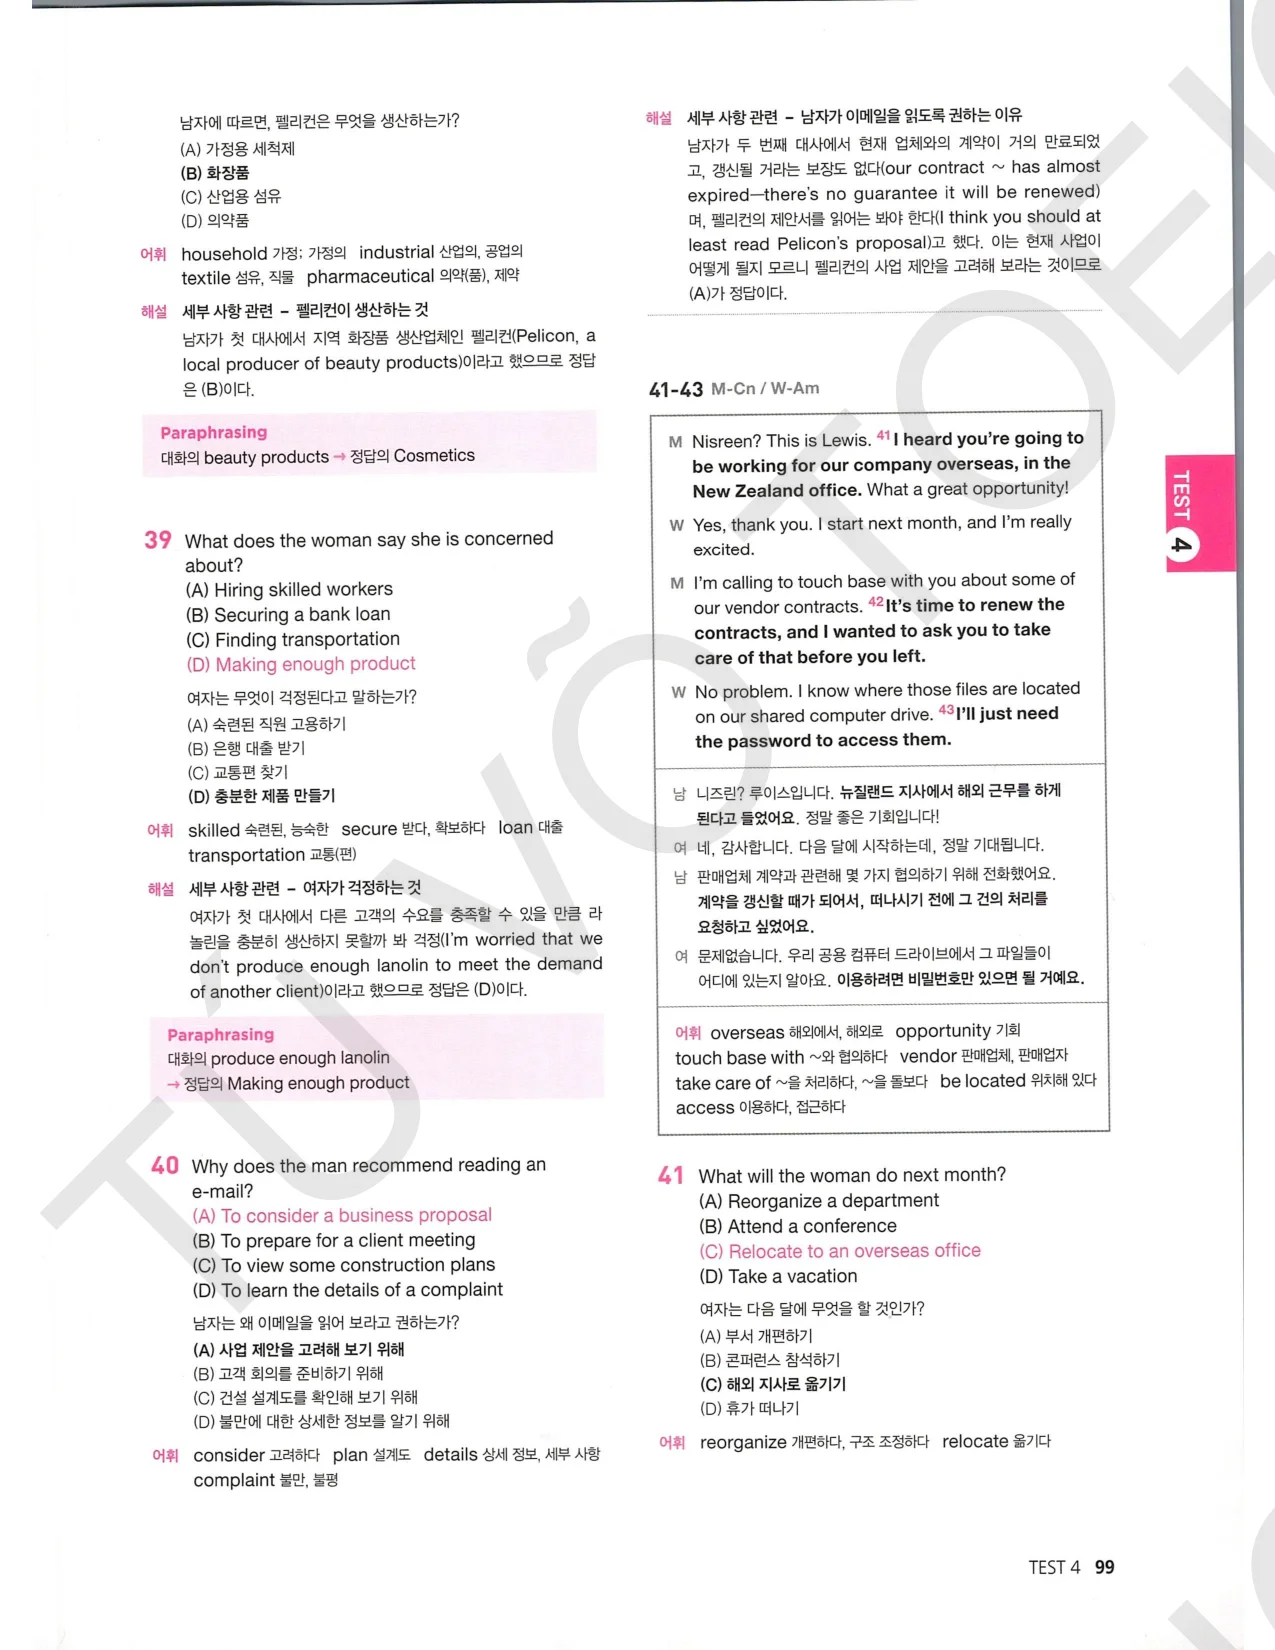 남자에 따르면, 펠리컨은 무엇을 생산하는가?
(A) 가정용 세척제
(B) 화장품
(C) 산업용 섬유
(D) 의약품
어휘 household 가정; 가정의 industrial 산업의, 공업의
textile 섬유, 직물 pharmaceutical 의약(품), 제약
해설 세부 사항 관련 – 펠리컨이 생산하는 것
남자가 첫 대사에서 지역 화장품 생산업체인 펠리컨(Pelicon, a
local producer of beauty products)이라고 했으므로 정답
은 (B)이다.
Paraphrasing
대화의 beauty products → 정답의 Cosmetics
39 What does the woman say she is concerned
about?
(A) Hiring skilled workers
(B) Securing a bank loan
(C) Finding transportation
(D) Making enough product
여자는 무엇이 걱정된다고 말하는가?
(A) 숙련된 직원 고용하기
(B) 은행 대출 받기
(C) 교통편 찾기
(D) 충분한 제품 만들기
어휘 skilled 숙련된, 능숙한 secure 받다, 확보하다 loan 대출
transportation 교통(편)
해설 세부 사항 관련 – 여자가 걱정하는 것
여자가 첫 대사에서 다른 고객의 수요를 충족할 수 있을 만큼 라
놀린을 충분히 생산하지 못할까 봐 걱정(I'm worried that we
don't produce enough lanolin to meet the demand
of another client)이라고 했으므로 정답은 (D)이다.
Paraphrasing
대화의 produce enough lanolin
→ 정답의 Making enough product
40 Why does the man recommend reading an
e-mail?
(A) To consider a business proposal
(B) To prepare for a client meeting
(C) To view some construction plans
(D) To learn the details of a complaint
남자는 왜 이메일을 읽어 보라고 권하는가?
(A) 사업 제안을 고려해 보기 위해
(B) 고객 회의를 준비하기 위해
(C) 건설 설계도를 확인해 보기 위해
(D) 불만에 대한 상세한 정보를 알기 위해
어휘 consider 고려하다 plan 설계도 details 상세 정보, 세부 사항
complaint 불만, 불평
해설 세부 사항 관련 – 남자가 이메일을 읽도록 권하는 이유
남자가 두 번째 대사에서 현재 업체와의 계약이 거의 만료되었
고, 갱신될 거라는 보장도 없다(our contract ~ has almost
expired—there's no guarantee it will be renewed)
며, 펠리컨의 제안서를 읽어는 봐야 한다(I think you should at
least read Pelicon's proposal)고 했다. 이는 현재 사업이
어떻게 될지 모르니 펠리컨의 사업 제안을 고려해 보라는 것이므로
(A)가 정답이다.
41-43 M-Cn / W-Am
M Nisreen? This is Lewis. 41 I heard you're going to
be working for our company overseas, in the
New Zealand office. What a great opportunity!
W Yes, thank you. I start next month, and I'm really
excited.
M I'm calling to touch base with you about some of
our vendor contracts. 42 It's time to renew the
contracts, and I wanted to ask you to take
care of that before you left.
W No problem. I know where those files are located
on our shared computer drive. 43 I'll just need
the password to access them.
남 니즈린? 루이스입니다. 뉴질랜드 지사에서 해외 근무를 하게
된다고 들었어요. 정말 좋은 기회입니다!
여 네, 감사합니다. 다음 달에 시작하는데, 정말 기대됩니다.
남 판매업체 계약과 관련해 몇 가지 협의하기 위해 전화했어요.
계약을 갱신할 때가 되어서, 떠나시기 전에 그 건의 처리를
요청하고 싶었어요.
여 문제없습니다. 우리 공용 컴퓨터 드라이브에서 그 파일들이
어디에 있는지 알아요. 이용하려면 비밀번호만 있으면 될 거예요.
어휘 overseas 해외에서, 해외로 opportunity 기회
touch base with ~와 협의하다 vendor 판매업체, 판매업자
take care of ~을 처리하다, ~을 돌보다 be located 위치해 있다
access 이용하다, 접근하다
41 What will the woman do next month?
(A) Reorganize a department
(B) Attend a conference
(C) Relocate to an overseas office
(D) Take a vacation
여자는 다음 달에 무엇을 할 것인가?
(A) 부서 개편하기
(B) 콘퍼런스 참석하기
(C) 해외 지사로 옮기기
(D) 휴가 떠나기
어휘 reorganize 개편하다, 구조 조정하다 relocate 옮기다
TEST 4
TEST 4 99
TÚ VÕ TOEIC